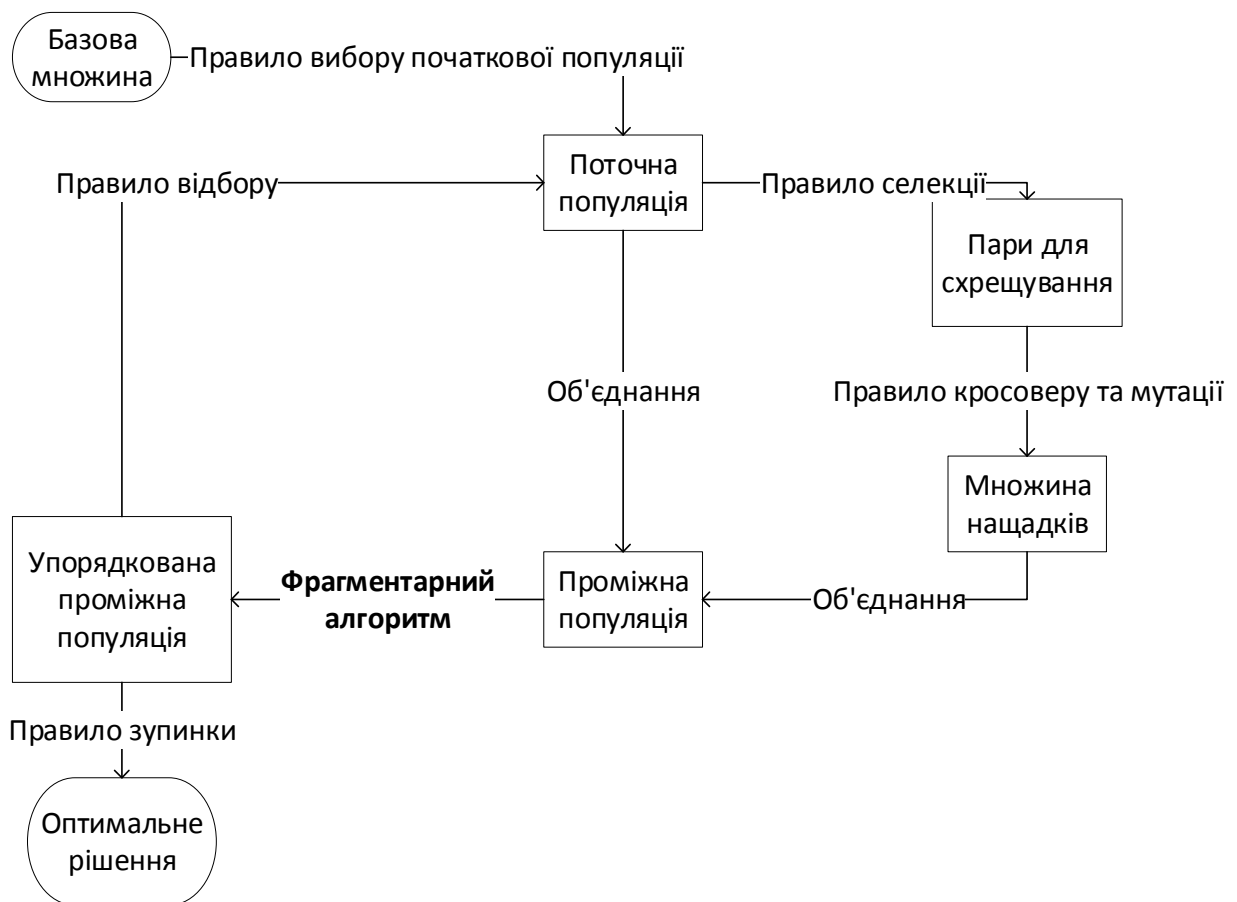 Базова
множина
Правило вибору початкової популяції
Поточна
популяція
Правило відбору
Правило селекції
Пари для
схрещування
Об'єднання
Правило кросоверу та мутації
Множина
нащадків
Упорядкована
проміжна
популяція
Фрагментарний
алгоритм
Проміжна
популяція
Об'єднання
Правило зупинки
Оптимальне
рішення